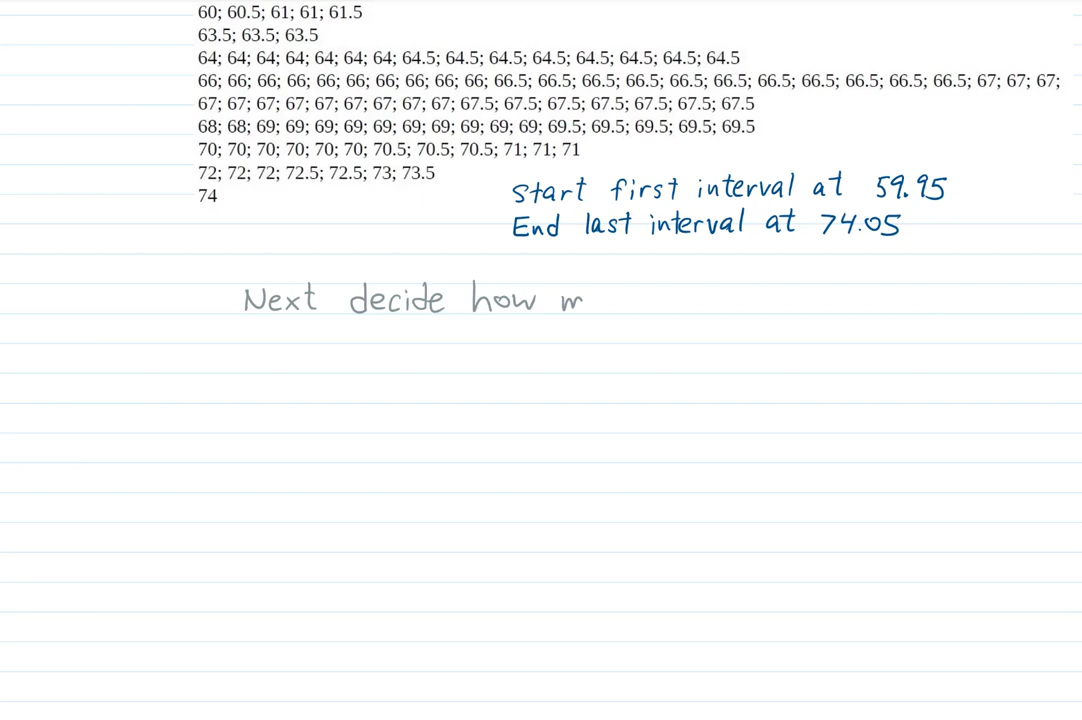 60; 60.5; 61; 61; 61.5
63.5; 63.5; 63.5
64; 64; 64; 64; 64; 64; 64; 64.5; 64.5; 64.5; 64.5; 64.5; 64.5; 64.5; 64.5
66; 66; 66; 66; 66; 66; 66; 66; 66; 66; 66.5; 66.5; 66.5; 66.5; 66.5; 66.5; 66.5; 66.5; 66.5; 66.5; 66.5; 67; 67; 67;
67; 67; 67; 67; 67; 67; 67; 67; 67; 67.5; 67.5; 67.5; 67.5; 67.5; 67.5; 67.5
68; 68; 69; 69; 69; 69; 69; 69; 69; 69; 69; 69; 69.5; 69.5; 69.5; 69.5; 69.5
70; 70; 70; 70; 70; 70; 70.5; 70.5; 70.5; 71; 71; 71
72; 72; 72; 72.5; 72.5; 73; 73.5
74
Start first interval at 59.95
End last interval at 74.05
Next decide how m